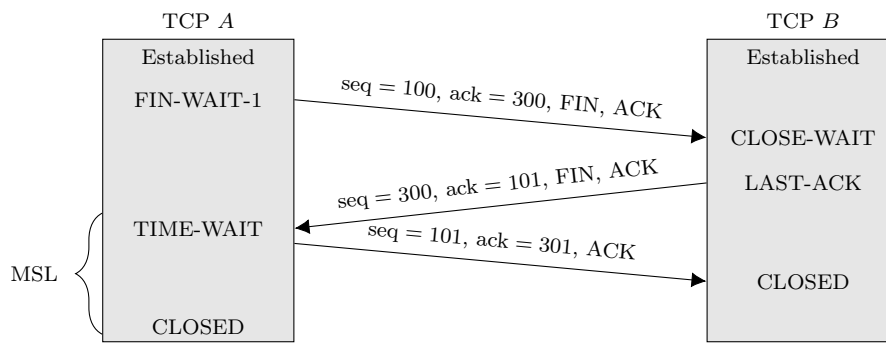 TCP A
TCP B
Established
Established
FIN-WAIT-1
seq = 100, ack = 300, FIN, ACK
CLOSE-WAIT
seq = 300, ack = 101, FIN, ACK
LAST-ACK
TIME-WAIT
seq = 101, ack = 301, ACK
MSL
CLOSED
CLOSED